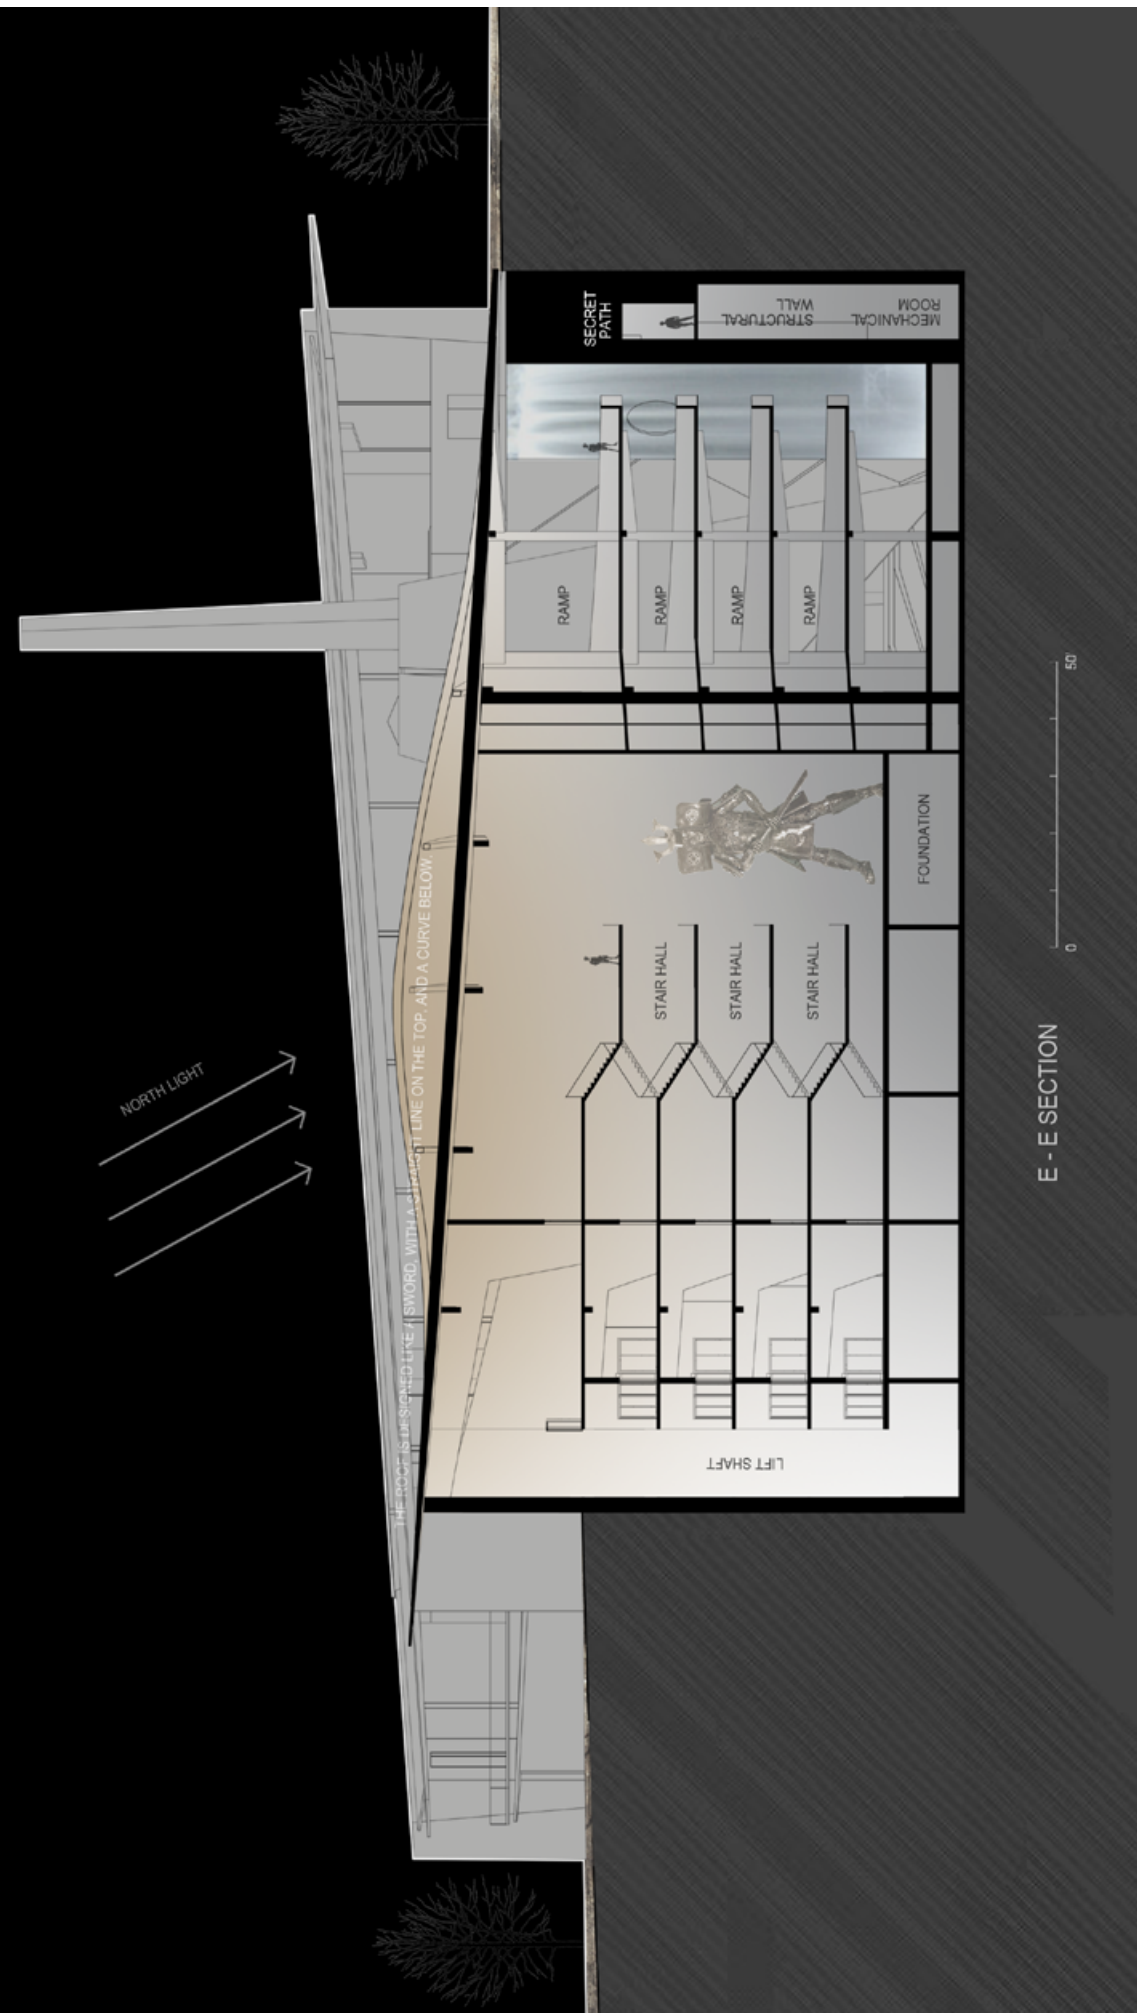 NORTH LIGHT
THE ROOF IS DESIGNED LIKE A SWORD, WITH A STRAIGHT LINE ON THE TOP, AND A CURVE BELOW.
SECRET
PATH
STRUCTURAL
WALL
MECHANICAL
ROOM
RAMP
RAMP
RAMP
RAMP
STAIR HALL
STAIR HALL
STAIR HALL
FOUNDATION
LIFT SHAFT
0
50'
E - E SECTION